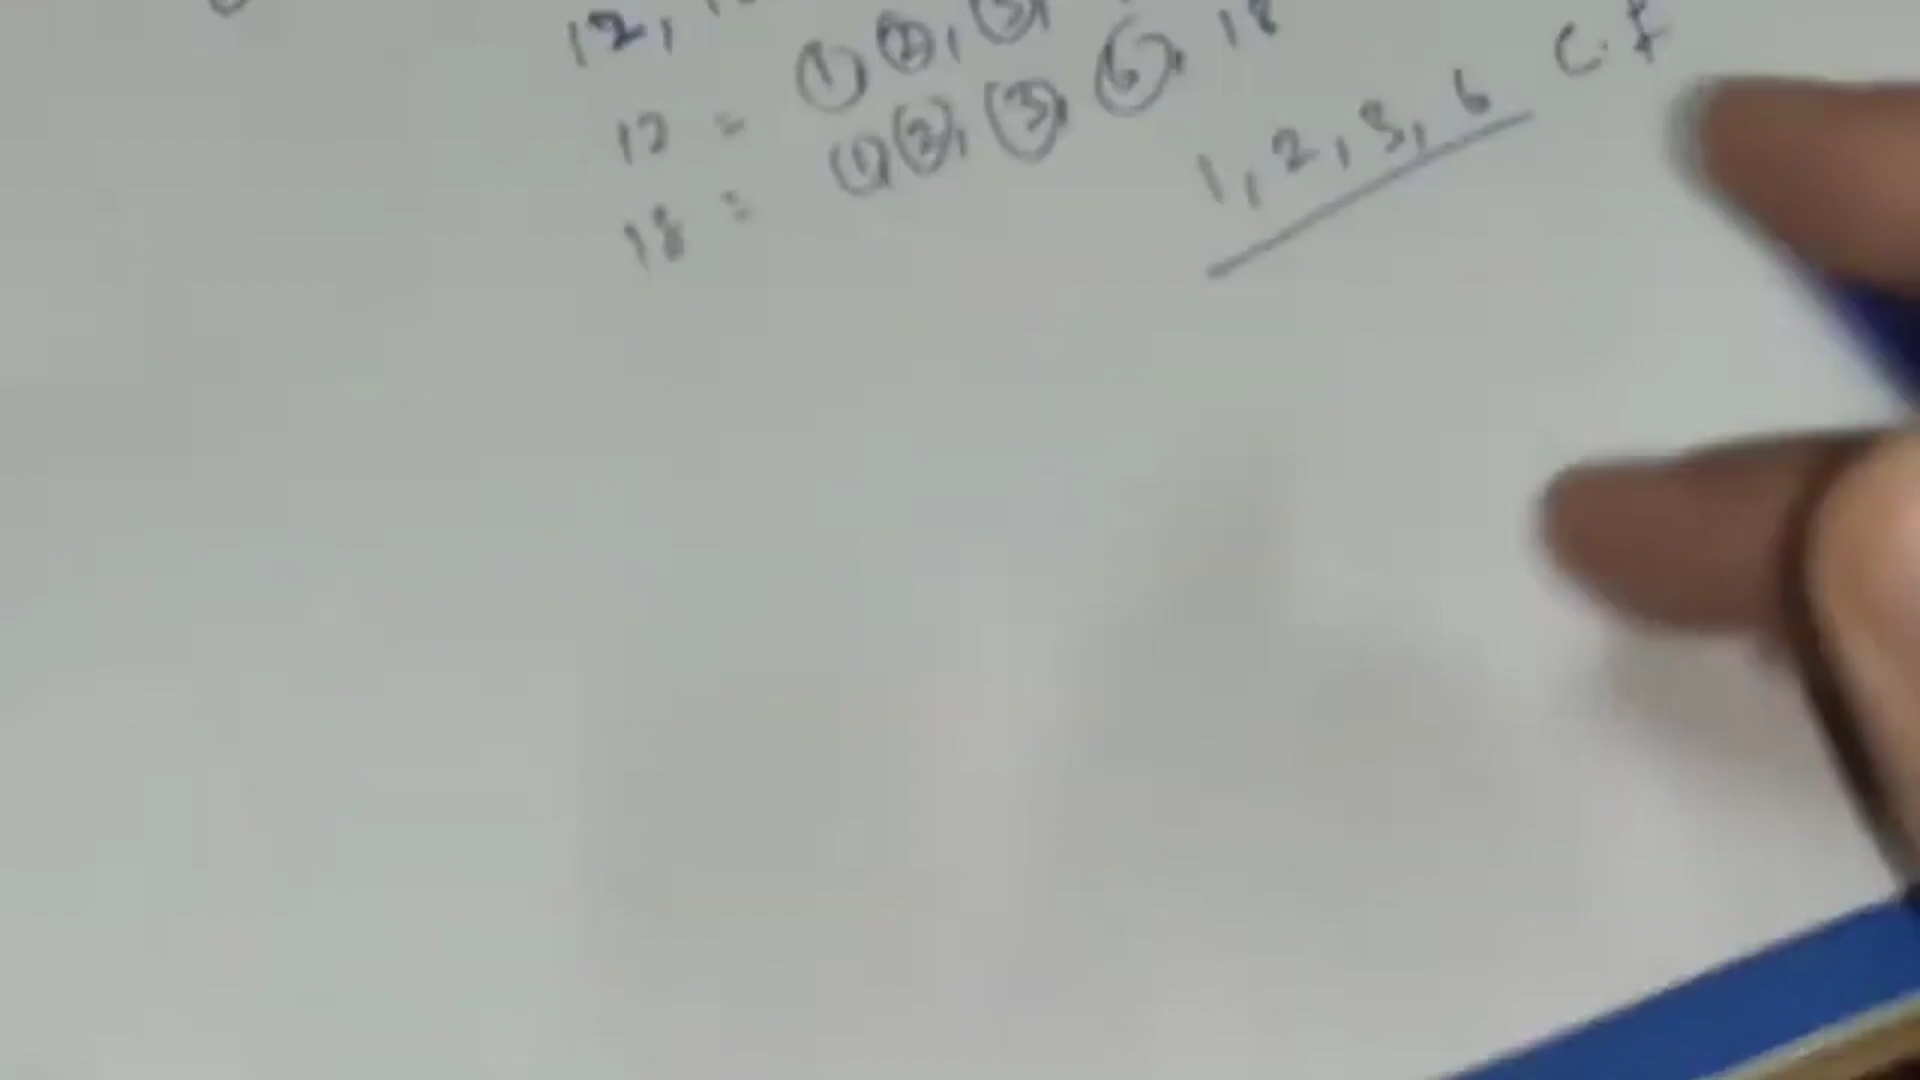 12,
12 = 1 2, 3,
18 = 1 2, 3, 6, 18
1, 2, 3, 6 C.f